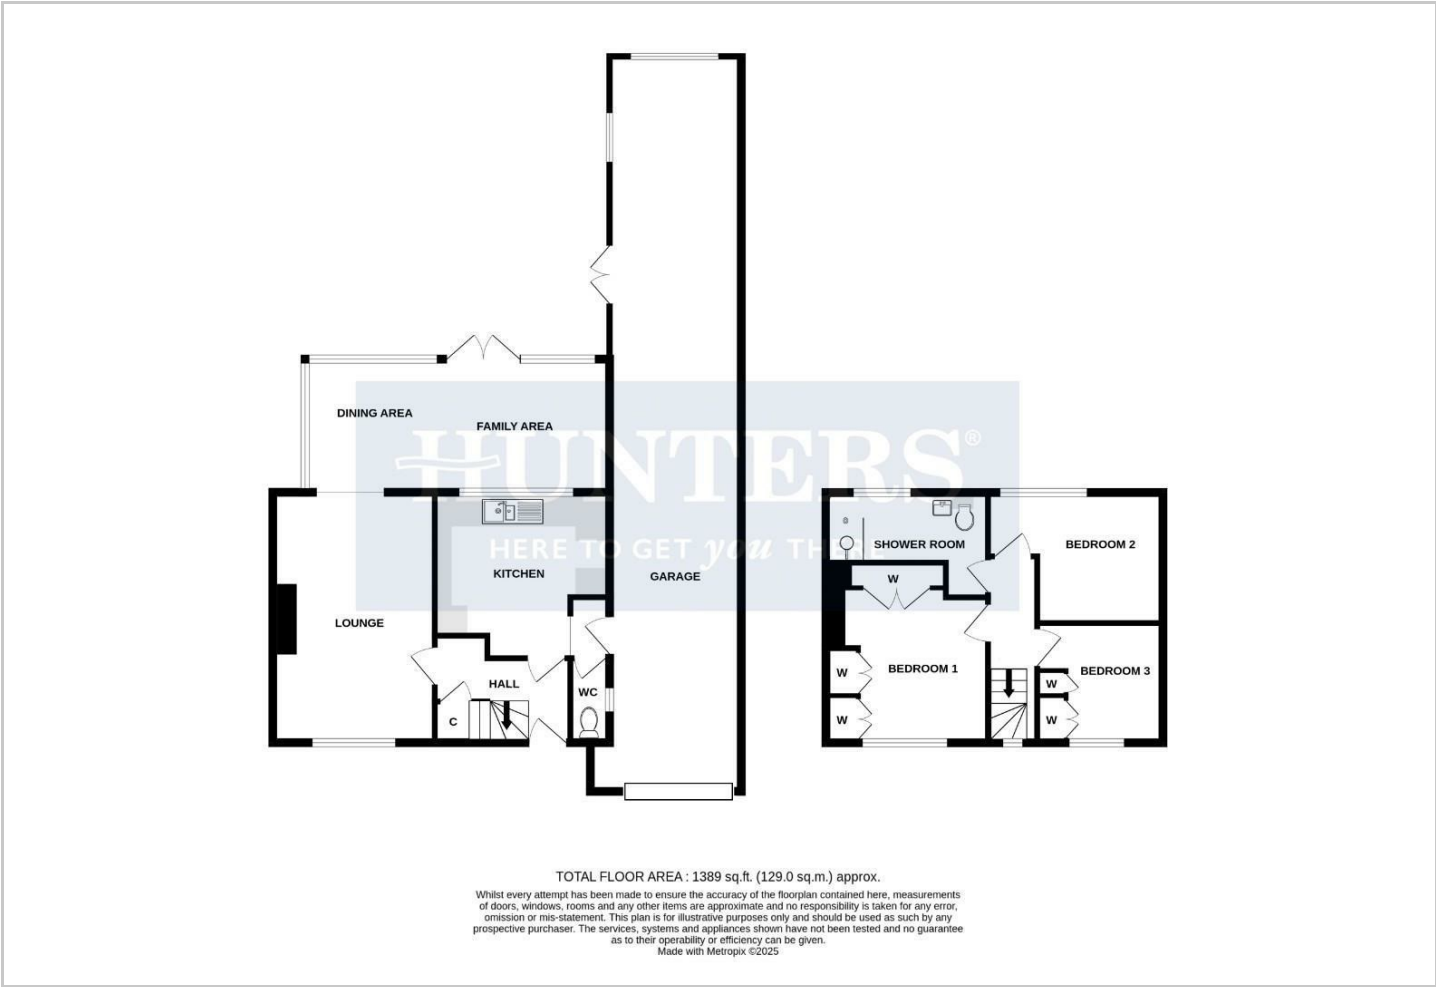 DINING AREA
FAMILY AREA
HUNTERS®
HERE TO GET you THERE
KITCHEN
GARAGE
LOUNGE
HALL
WC
C
SHOWER ROOM
BEDROOM 2
W
BEDROOM 1
W
W
BEDROOM 3
W
W
TOTAL FLOOR AREA : 1389 sq.ft. (129.0 sq.m.) approx.
Whilst every attempt has been made to ensure the accuracy of the floorplan contained here, measurements
of doors, windows, rooms and any other items are approximate and no responsibility is taken for any error,
omission or mis-statement. This plan is for illustrative purposes only and should be used as such by any
prospective purchaser. The services, systems and appliances shown have not been tested and no guarantee
as to their operability or efficiency can be given.
Made with Metropix ©2025